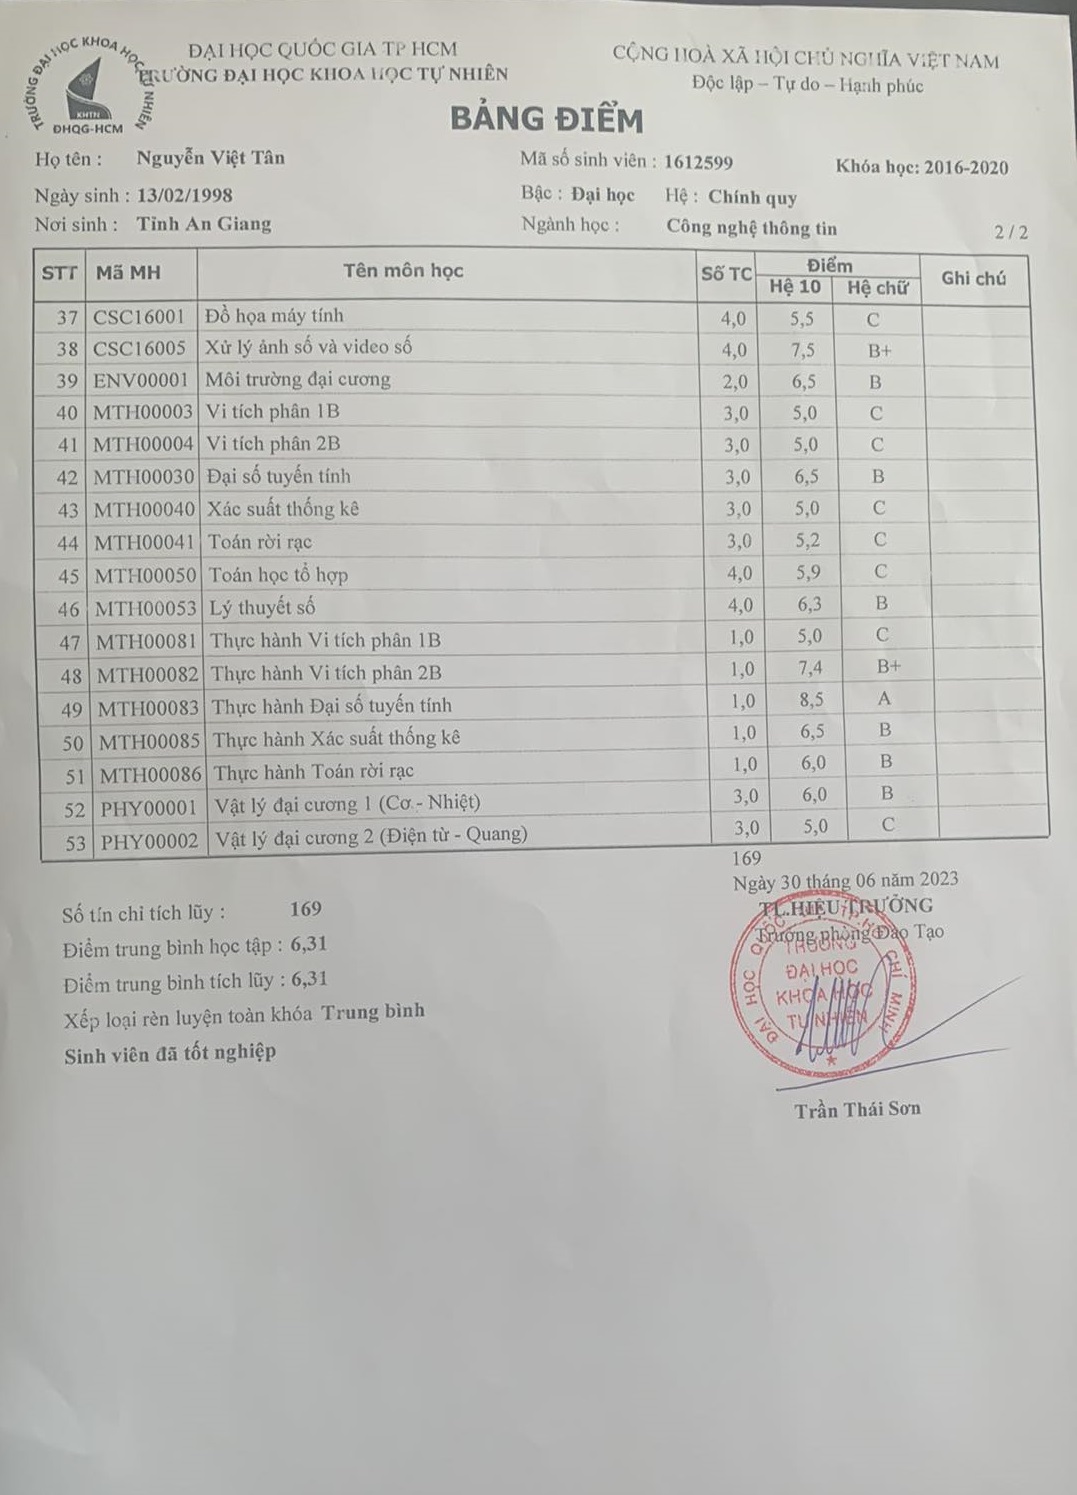 TRƯỜNG ĐẠI HỌC KHOA HỌC TỰ NHIÊN
KHTN
ĐHQG-HCM
ĐẠI HỌC QUỐC GIA TP HCM
TRƯỜNG ĐẠI HỌC KHOA HỌC TỰ NHIÊN
CỘNG HOÀ XÃ HỘI CHỦ NGHĨA VIỆT NAM
Độc lập – Tự do – Hạnh phúc
BẢNG ĐIỂM
Họ tên : Nguyễn Việt Tân Mã số sinh viên : 1612599 Khóa học: 2016-2020
Ngày sinh : 13/02/1998 Bậc : Đại học Hệ : Chính quy
Nơi sinh : Tỉnh An Giang Ngành học : Công nghệ thông tin 2 / 2
STT Mã MH Tên môn học Số TC Điểm Ghi chú
Hệ 10 Hệ chữ
37 CSC16001 Đồ họa máy tính 4,0 5,5 C
38 CSC16005 Xử lý ảnh số và video số 4,0 7,5 B+
39 ENV00001 Môi trường đại cương 2,0 6,5 B
40 MTH00003 Vi tích phân 1B 3,0 5,0 C
41 MTH00004 Vi tích phân 2B 3,0 5,0 C
42 MTH00030 Đại số tuyến tính 3,0 6,5 B
43 MTH00040 Xác suất thống kê 3,0 5,0 C
44 MTH00041 Toán rời rạc 3,0 5,2 C
45 MTH00050 Toán học tổ hợp 4,0 5,9 C
46 MTH00053 Lý thuyết số 4,0 6,3 B
47 MTH00081 Thực hành Vi tích phân 1B 1,0 5,0 C
48 MTH00082 Thực hành Vi tích phân 2B 1,0 7,4 B+
49 MTH00083 Thực hành Đại số tuyến tính 1,0 8,5 A
50 MTH00085 Thực hành Xác suất thống kê 1,0 6,5 B
51 MTH00086 Thực hành Toán rời rạc 1,0 6,0 B
52 PHY00001 Vật lý đại cương 1 (Cơ - Nhiệt) 3,0 6,0 B
53 PHY00002 Vật lý đại cương 2 (Điện từ - Quang) 3,0 5,0 C
169
Ngày 30 tháng 06 năm 2023
Số tín chỉ tích lũy : 169
TL.HIỆU TRƯỞNG
Trưởng phòng Đào Tạo
Điểm trung bình học tập : 6,31
Điểm trung bình tích lũy : 6,31
Xếp loại rèn luyện toàn khóa Trung bình
Sinh viên đã tốt nghiệp
ĐẠI HỌC QUỐC GIA TP.HỒ CHÍ MINH
TRƯỜNG
ĐẠI HỌC
KHOA HỌC
TỰ NHIÊN
Trần Thái Sơn